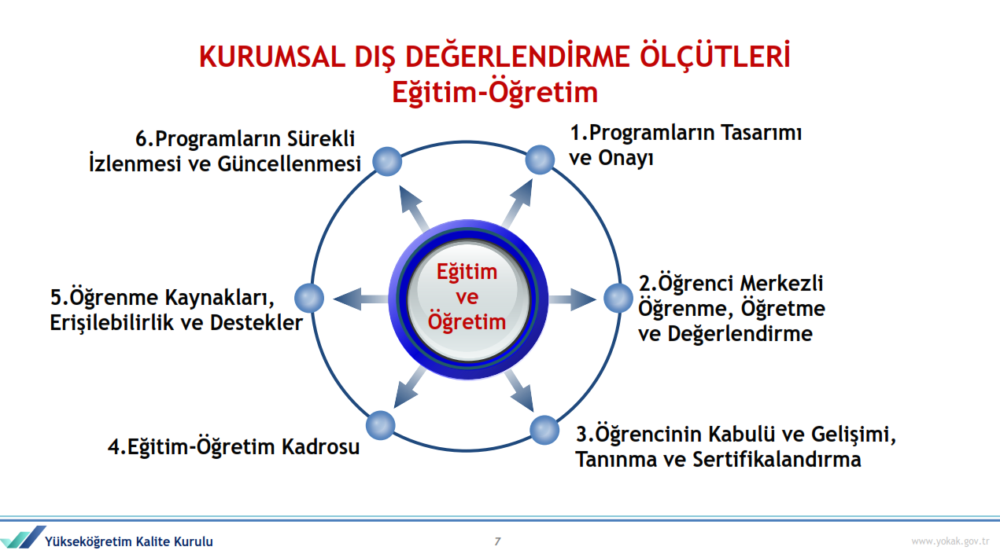 KURUMSAL DIŞ DEĞERLENDİRME ÖLÇÜTLERİ
Eğitim-Öğretim
1.Programların Tasarımı
ve Onayı
2.Öğrenci Merkezli
Öğrenme, Öğretme
ve Değerlendirme
3.Öğrencinin Kabulü ve Gelişimi,
Tanınma ve Sertifikalandırma
4.Eğitim-Öğretim Kadrosu
5.Öğrenme Kaynakları,
Erişilebilirlik ve Destekler
6.Programların Sürekli
İzlenmesi ve Güncellenmesi
Eğitim
ve
Öğretim
Yükseköğretim Kalite Kurulu
7
www.yokak.gov.tr